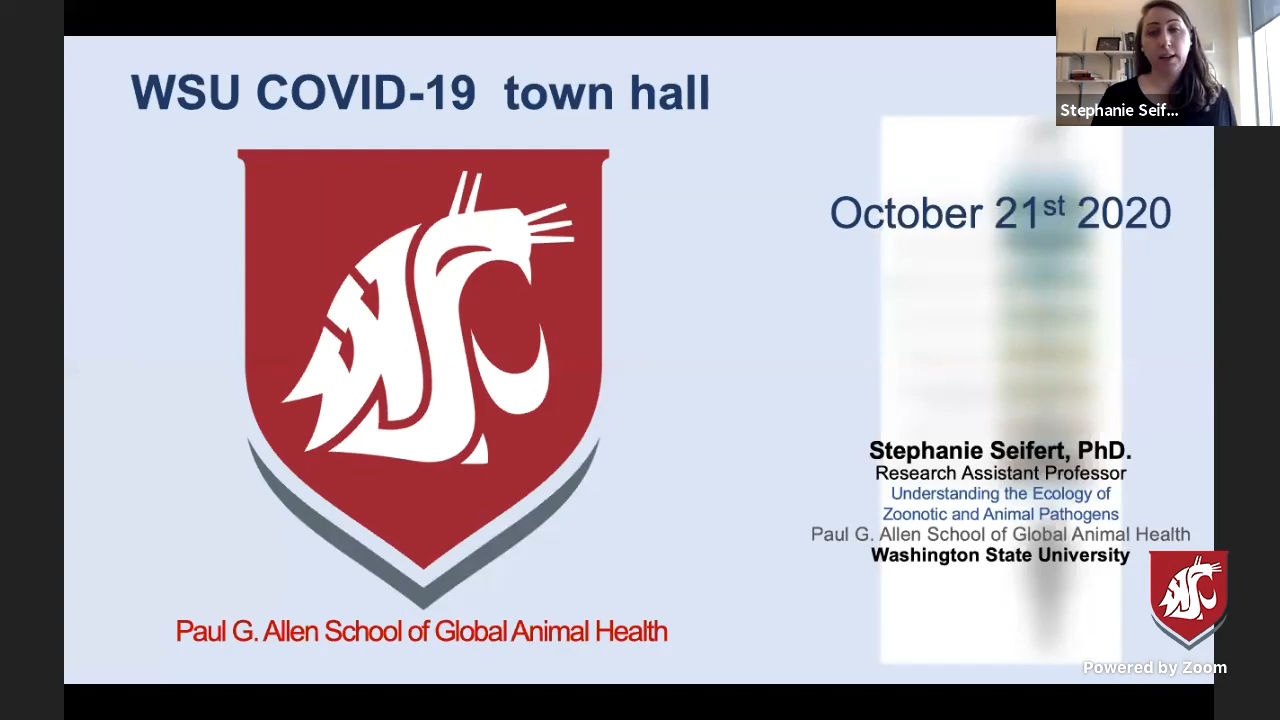 WSU COVID-19 town hall
Stephanie Seif...
October 21st 2020
Stephanie Seifert, PhD.
Research Assistant Professor
Understanding the Ecology of
Zoonotic and Animal Pathogens
Paul G. Allen School of Global Animal Health
Washington State University
Paul G. Allen School of Global Animal Health
Powered by Zoom